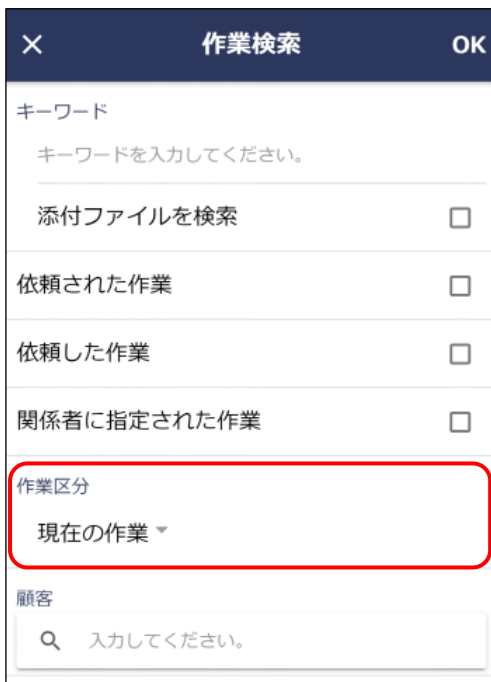 作業検索 OK
キーワード
キーワードを入力してください。
添付ファイルを検索
依頼された作業
依頼した作業
関係者に指定された作業
作業区分
現在の作業
顧客
入力してください。